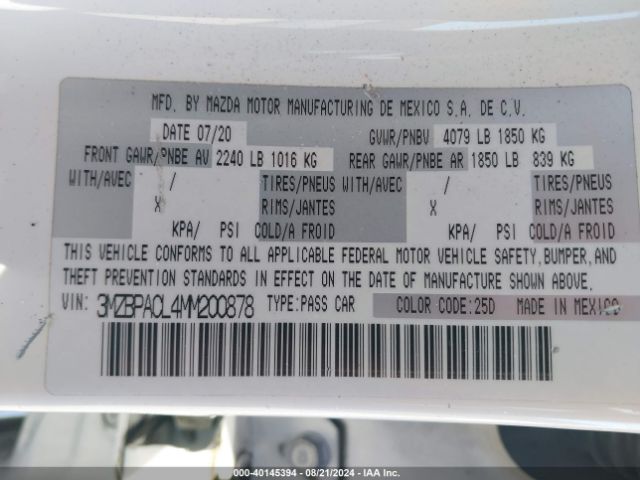 MFD. BY MAZDA MOTOR MANUFACTURING DE MEXICO S.A. DE C.V.
DATE 07/20 GVWR/PNBV 4079 LB 1850 KG
FRONT GAWR/PNBE AV 2240 LB 1016 KG REAR GAWR/PNBE AR 1850 LB 839 KG
WITH/AVEC / TIRES/PNEUS WITH/AVEC / TIRES/PNEUS
X RIMS/JANTES X RIMS/JANTES
KPA/ PSI COLD/A FROID KPA/ PSI COLD/A FROID
THIS VEHICLE CONFORMS TO ALL APPLICABLE FEDERAL MOTOR VEHICLE SAFETY, BUMPER, AND
THEFT PREVENTION STANDARDS IN EFFECT ON THE DATE OF MANUFACTURE SHOWN ABOVE.
VIN: 3MZBPACL4MM200878 TYPE:PASS CAR COLOR CODE:25D MADE IN MEXICO
000-40145394 - 08/21/2024 - IAA Inc.